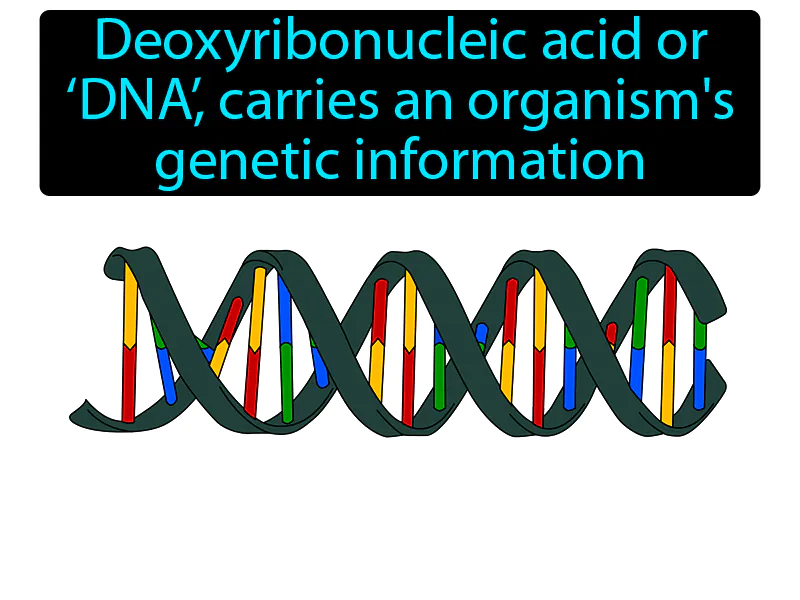 Deoxyribonucleic acid or
‘DNA’, carries an organism's
genetic information